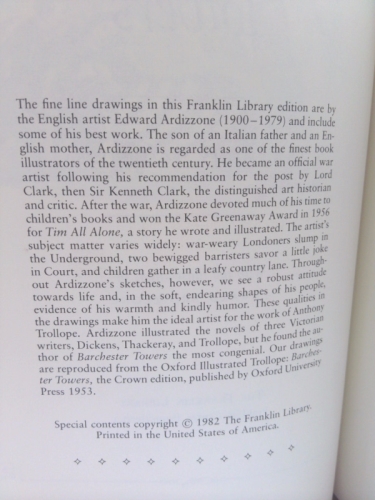 The fine line drawings in this Franklin Library edition are by
the English artist Edward Ardizzone (1900–1979) and include
some of his best work. The son of an Italian father and an En-
glish mother, Ardizzone is regarded as one of the finest book
illustrators of the twentieth century. He became an official war
artist following his recommendation for the post by Lord
Clark, then Sir Kenneth Clark, the distinguished art historian
and critic. After the war, Ardizzone devoted much of his time to
children's books and won the Kate Greenaway Award in 1956
for Tim All Alone, a story he wrote and illustrated. The artist's
subject matter varies widely: war-weary Londoners slump in
the Underground, two bewigged barristers savor a little joke
in Court, and children gather in a leafy country lane. Through-
out Ardizzone's sketches, however, we see a robust attitude
towards life and, in the soft, endearing shapes of his people,
evidence of his warmth and kindly humor. These qualities in
the drawings make him the ideal artist for the work of Anthony
Trollope. Ardizzone illustrated the novels of three Victorian
writers, Dickens, Thackeray, and Trollope, but he found the au-
thor of Barchester Towers the most congenial. Our drawings
are reproduced from the Oxford Illustrated Trollope: Barches-
ter Towers, the Crown edition, published by Oxford University
Press 1953.
Special contents copyright © 1982 The Franklin Library.
Printed in the United States of America.